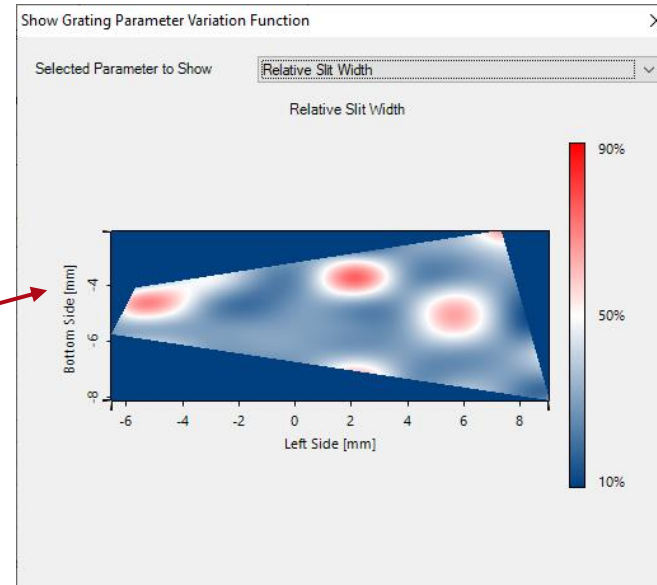 Show Grating Parameter Variation Function
Selected Parameter to Show
Relative Slit Width
Relative Slit Width
90%
50%
10%
Bottom Side [mm]
-4
-6
-8
-6 -4 -2 0 2 4 6 8
Left Side [mm]